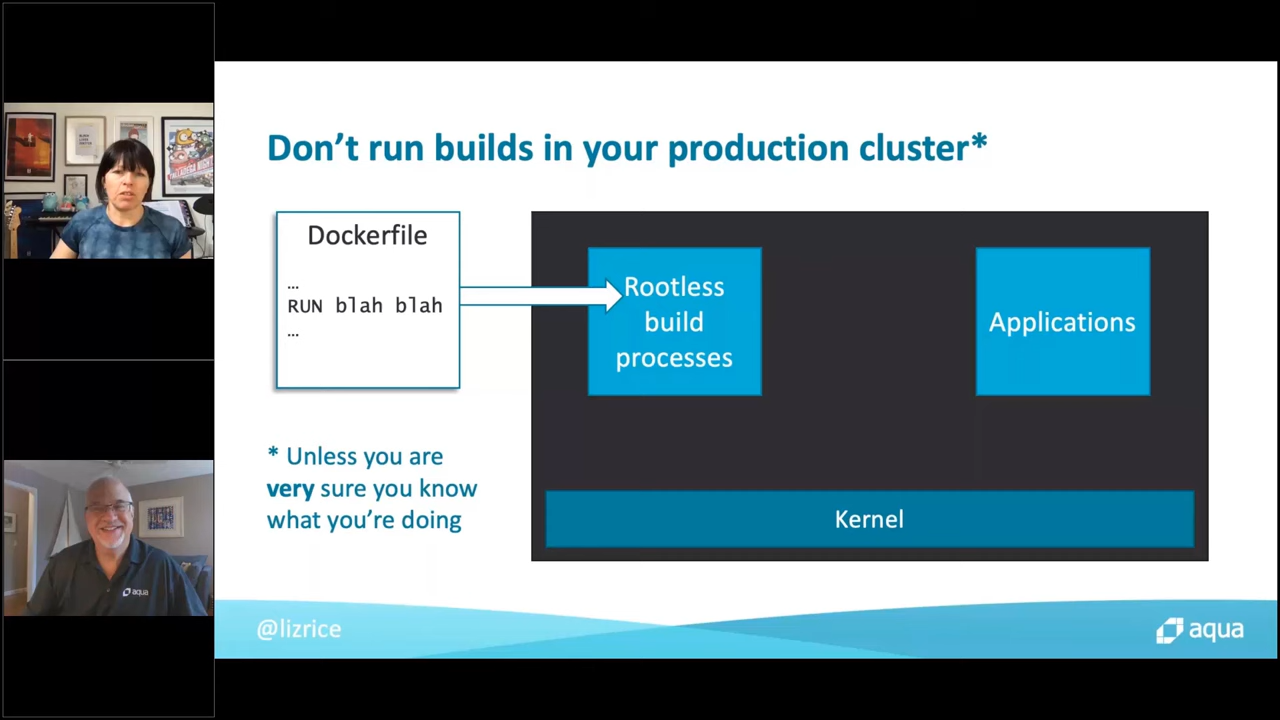 Don’t run builds in your production cluster*
Dockerfile
…
RUN blah blah
…
Rootless
build
processes
Applications
* Unless you are
very sure you know
what you’re doing
Kernel
@lizrice
aqua
aqua